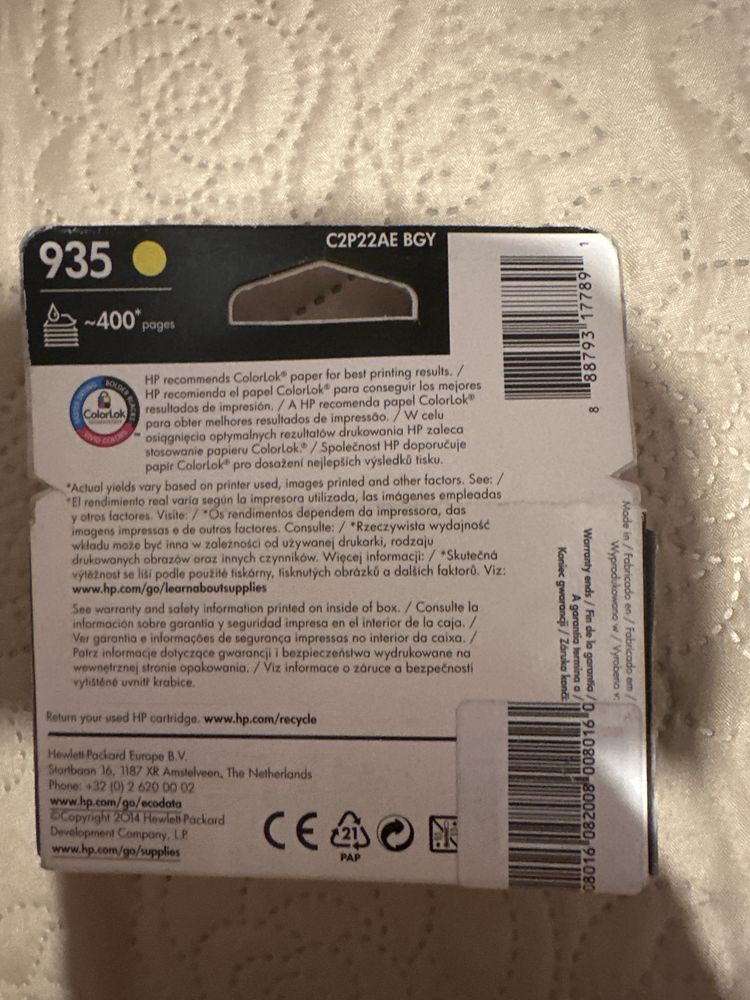 935
C2P22AE BGY
~400* pages
8 88793 17789 1
ColorLok
VIVID COLORS
HP recommends ColorLok® paper for best printing results. /
HP recomienda el papel ColorLok® para conseguir los mejores
resultados de impresión. / A HP recomenda papel ColorLok®
para obter melhores resultados de impressão. / W celu
osiągnięcia optymalnych rezultatów drukowania HP zaleca
stosowanie papieru ColorLok.® / Společnost HP doporučuje
papír ColorLok® pro dosažení nejlepších výsledků tisku.
*Actual yields vary based on printer used, images printed and other factors. See: /
*El rendimiento real varía según la impresora utilizada, las imágenes empleadas
y otros factores. Visite: / *Os rendimentos dependem da impressora, das
imagens impressas e de outros factores. Consulte: / *Rzeczywista wydajność
wkładu może być inna w zależności od używanej drukarki, rodzaju
drukowanych obrazów oraz innych czynników. Więcej informacji: / *Skutečná
výtěžnost se liší podle použité tiskárny, tisknutých obrázků a dalších faktorů. Viz:
www.hp.com/go/learnaboutsupplies
See warranty and safety information printed on inside of box. / Consulte la
información sobre garantía y seguridad impresa en el interior de la caja. /
Ver garantia e informações de segurança impressas no interior da caixa. /
Patrz informacje dotyczące gwarancji i bezpieczeństwa wydrukowane na
wewnętrznej stronie opakowania. / Viz informace o záruce a bezpečnosti
vytištěné uvnitř krabice.
Return your used HP cartridge. www.hp.com/recycle
Hewlett-Packard Europe B.V.
Startbaan 16, 1187 XR Amstelveen, The Netherlands
Phone: +32 (0) 2 620 00 02
www.hp.com/go/ecodata
©Copyright 2014 Hewlett-Packard
Development Company, L.P.
www.hp.com/go/supplies
CE
21
PAP
Made in / Fabricado en / Fabricado em /
Wyprodukowano w / Vyrobeno v:
Warranty ends / Fin de la garantía /
A garantia termina a /
Koniec gwarancji / Záruka končí:
08016 082008 008016 0